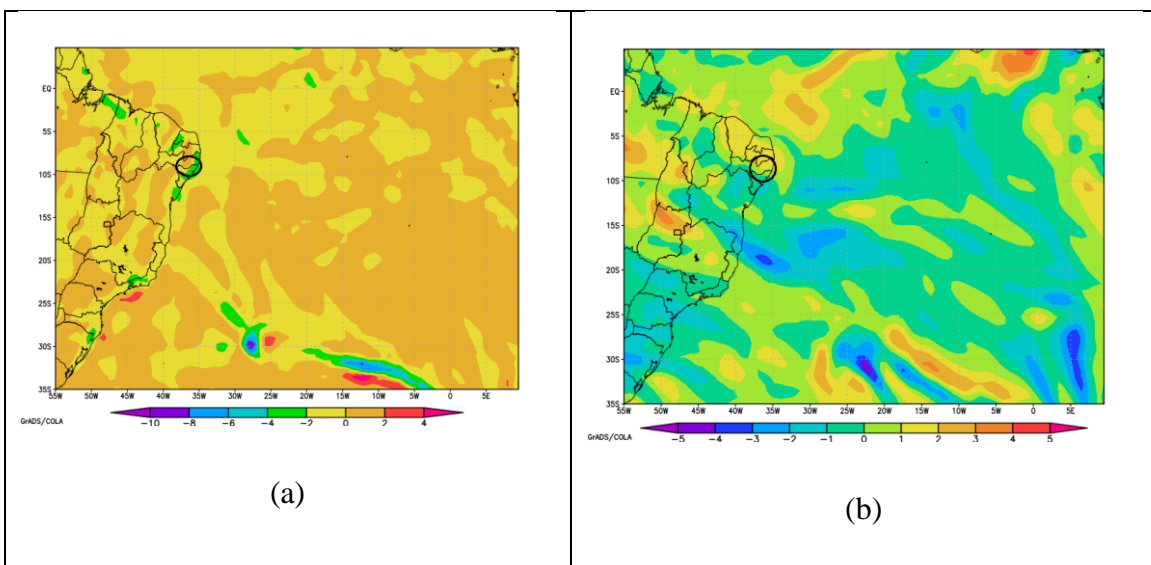 EQ
5S
10S
15S
20S
25S
30S
35S
55W 50W 45W 40W 35W 30W 25W 20W 15W 10W 5W 0 5E
-10 -8 -6 -4 -2 0 2 4
GrADS/COLA
(a)
EQ
5S
10S
15S
20S
25S
30S
35S
55W 50W 45W 40W 35W 30W 25W 20W 15W 10W 5W 0 5E
-5 -4 -3 -2 -1 0 1 2 3 4 5
GrADS/COLA
(b)